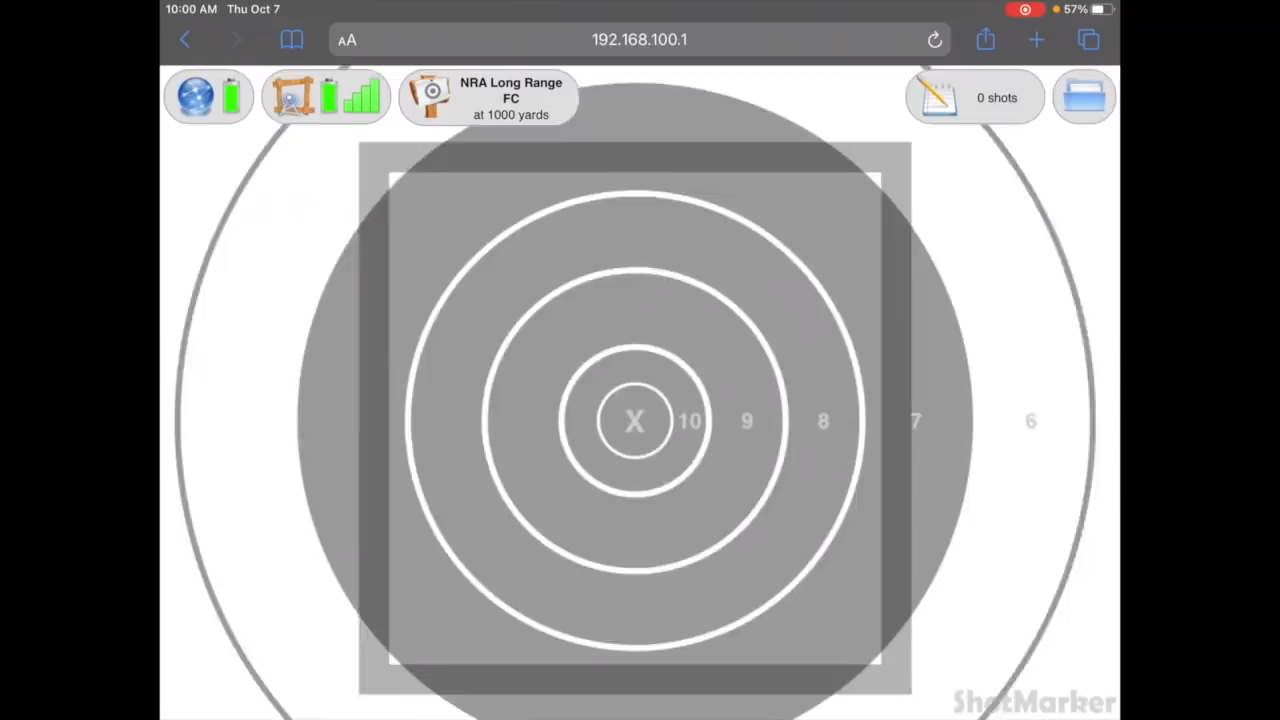 10:00 AM Thu Oct 7
57%
AA
192.168.100.1
NRA Long Range
FC
at 1000 yards
0 shots
X 10 9 8 7 6
ShotMarker